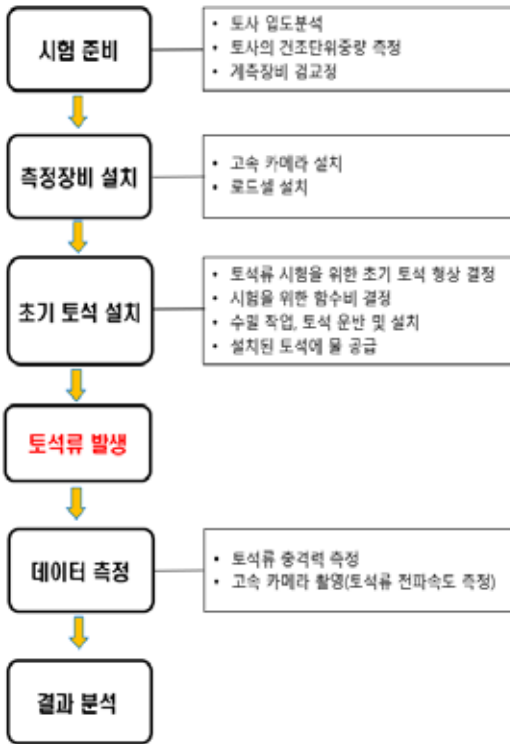 시험 준비
• 토사 입도분석
• 토사의 건조단위중량 측정
• 계측장비 검교정
측정장비 설치
• 고속 카메라 설치
• 로드셀 설치
초기 토석 설치
• 토석류 시험을 위한 초기 토석 형상 결정
• 시험을 위한 함수비 결정
• 수밀 작업, 토석 운반 및 설치
• 설치된 토석에 물 공급
토석류 발생
데이터 측정
• 토석류 충격력 측정
• 고속 카메라 촬영(토석류 전파속도 측정)
결과 분석